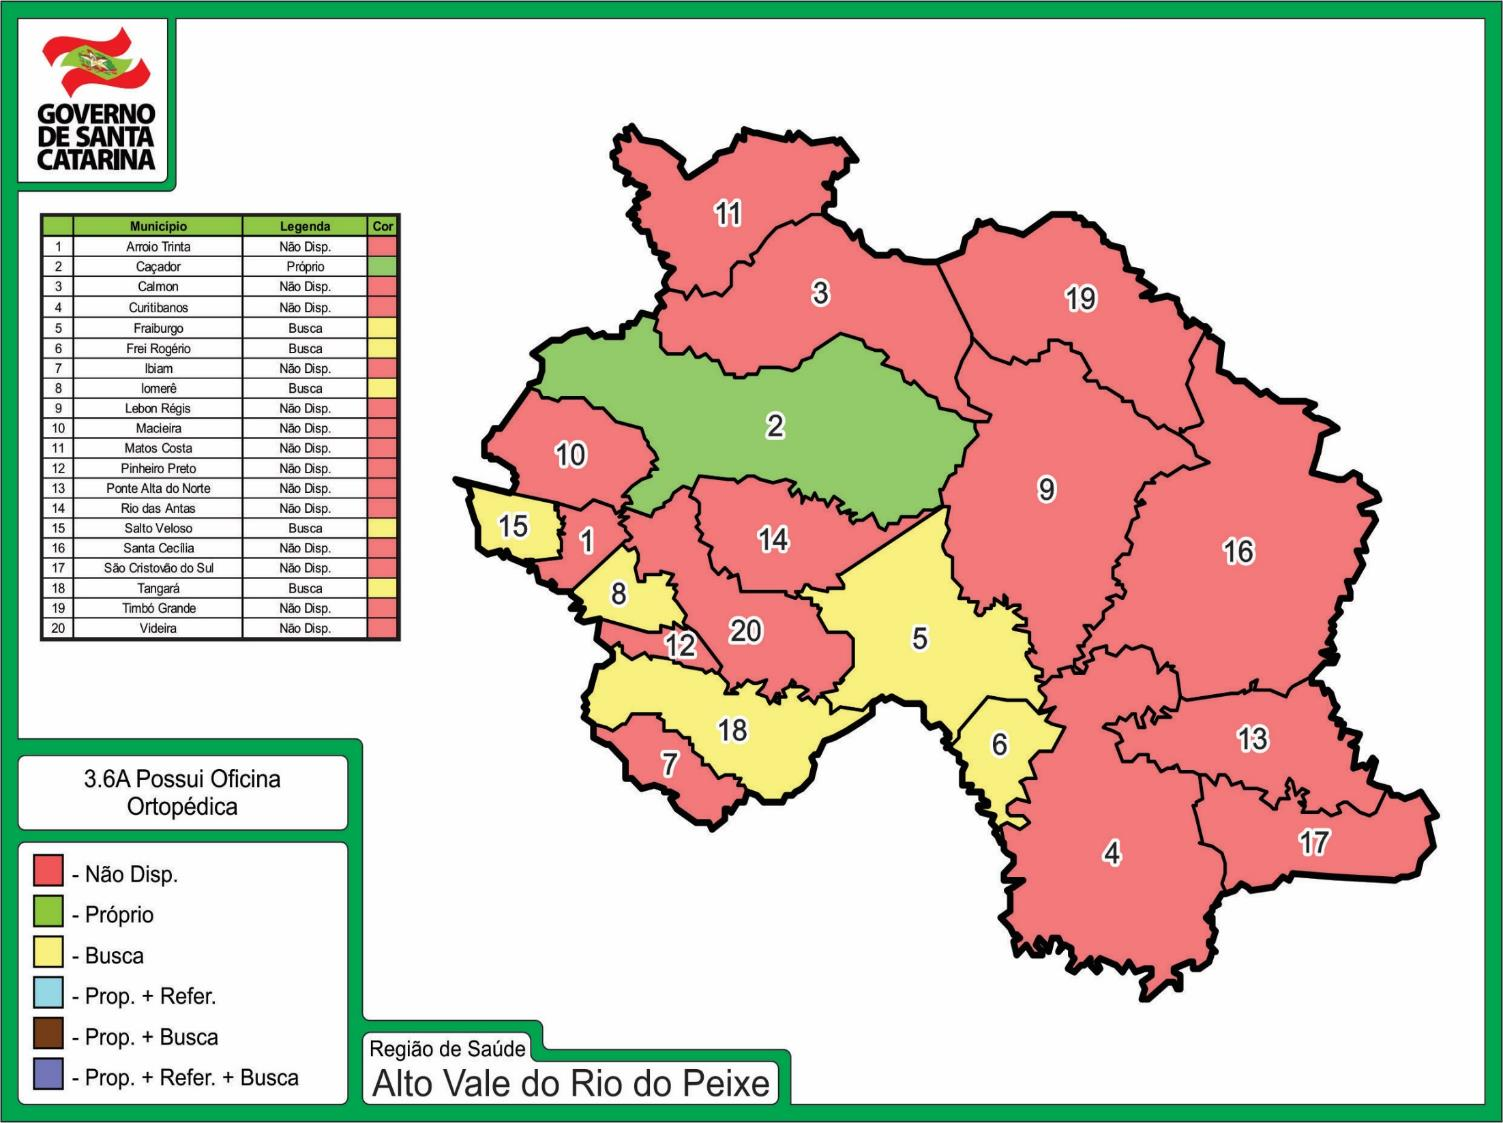 GOVERNO
DE SANTA
CATARINA
Município Legenda Cor
1 Arroio Trinta Não Disp.
2 Caçador Próprio
3 Calmon Não Disp.
4 Curitibanos Não Disp.
5 Fraiburgo Busca
6 Frei Rogério Busca
7 Ibiam Não Disp.
8 Iomerê Busca
9 Lebon Régis Não Disp.
10 Macieira Não Disp.
11 Matos Costa Não Disp.
12 Pinheiro Preto Não Disp.
13 Ponte Alta do Norte Não Disp.
14 Rio das Antas Não Disp.
15 Salto Veloso Busca
16 Santa Cecília Não Disp.
17 São Cristovão do Sul Não Disp.
18 Tangará Busca
19 Timbó Grande Não Disp.
20 Videira Não Disp.
11
3
19
2
10
9
15
1
14
16
8
20
12
5
18
6
13
7
4
17
3.6A Possui Oficina
Ortopédica
- Não Disp.
- Próprio
- Busca
- Prop. + Refer.
- Prop. + Busca
- Prop. + Refer. + Busca
Região de Saúde
Alto Vale do Rio do Peixe